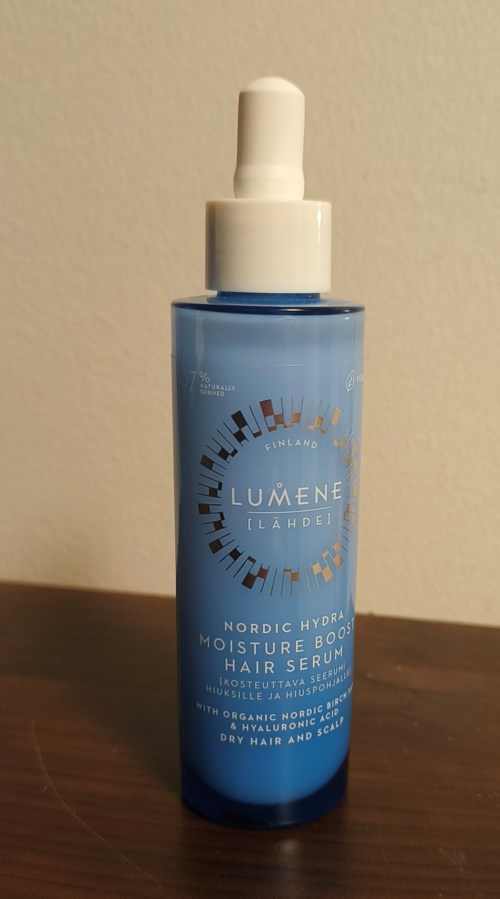 %
NATURALLY
DERIVED
FINLAND
LUMENE
[LÄHDE]
NORDIC HYDRA
MOISTURE BOOST
HAIR SERUM
[KOSTEUTTAVA SEERUMI
HIUKSILLE JA HIUSPOHJALLE]
WITH ORGANIC NORDIC BIRCH
& HYALURONIC ACID
DRY HAIR AND SCALP